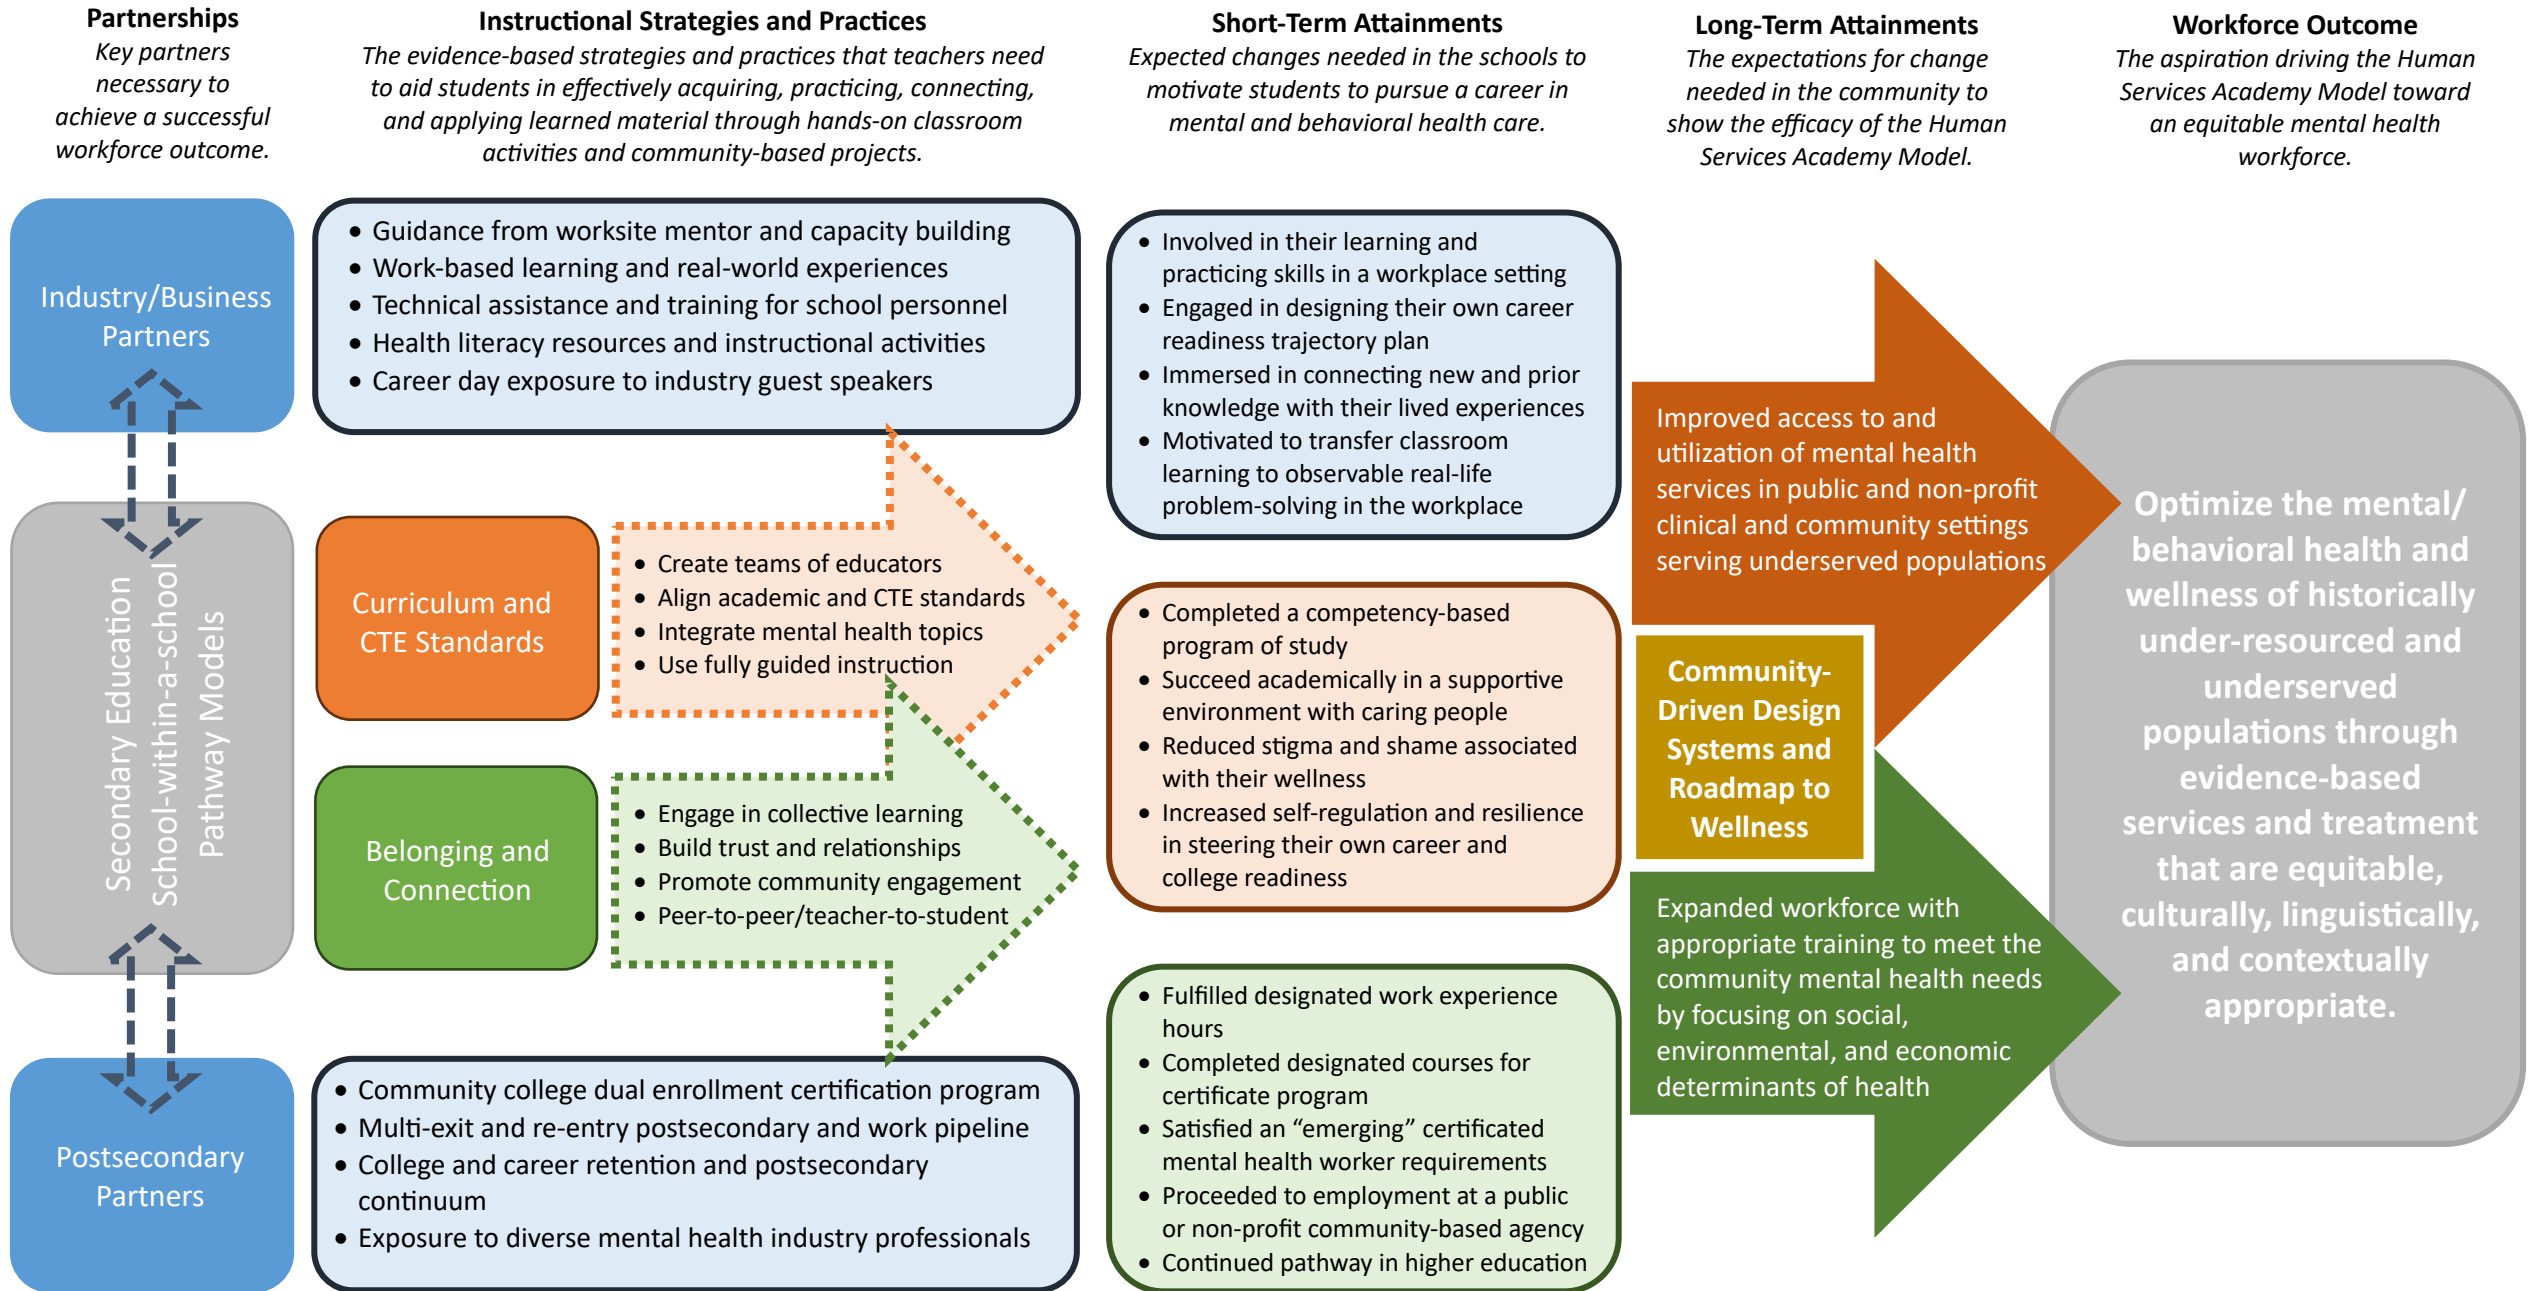 Partnerships
Key partners
necessary to
achieve a successful
workforce outcome.
Instructional Strategies and Practices
The evidence-based strategies and practices that teachers need
to aid students in effectively acquiring, practicing, connecting,
and applying learned material through hands-on classroom
activities and community-based projects.
Short-Term Attainments
Expected changes needed in the schools to
motivate students to pursue a career in
mental and behavioral health care.
Long-Term Attainments
The expectations for change
needed in the community to
show the efficacy of the Human
Services Academy Model.
Workforce Outcome
The aspiration driving the Human
Services Academy Model toward
an equitable mental health
workforce.
Industry/Business
Partners
Secondary Education
School-within-a-school
Pathway Models
Postsecondary
Partners
• Guidance from worksite mentor and capacity building
• Work-based learning and real-world experiences
• Technical assistance and training for school personnel
• Health literacy resources and instructional activities
• Career day exposure to industry guest speakers
Curriculum and
CTE Standards
• Create teams of educators
• Align academic and CTE standards
• Integrate mental health topics
• Use fully guided instruction
Belonging and
Connection
• Engage in collective learning
• Build trust and relationships
• Promote community engagement
• Peer-to-peer/teacher-to-student
• Community college dual enrollment certification program
• Multi-exit and re-entry postsecondary and work pipeline
• College and career retention and postsecondary
continuum
• Exposure to diverse mental health industry professionals
• Involved in their learning and
practicing skills in a workplace setting
• Engaged in designing their own career
readiness trajectory plan
• Immersed in connecting new and prior
knowledge with their lived experiences
• Motivated to transfer classroom
learning to observable real-life
problem-solving in the workplace
• Completed a competency-based
program of study
• Succeed academically in a supportive
environment with caring people
• Reduced stigma and shame associated
with their wellness
• Increased self-regulation and resilience
in steering their own career and
college readiness
• Fulfilled designated work experience
hours
• Completed designated courses for
certificate program
• Satisfied an “emerging” certificated
mental health worker requirements
• Proceeded to employment at a public
or non-profit community-based agency
• Continued pathway in higher education
Improved access to and
utilization of mental health
services in public and non-profit
clinical and community settings
serving underserved populations
Community-
Driven Design
Systems and
Roadmap to
Wellness
Expanded workforce with
appropriate training to meet the
community mental health needs
by focusing on social,
environmental, and economic
determinants of health
Optimize the mental/
behavioral health and
wellness of historically
under-resourced and
underserved
populations through
evidence-based
services and treatment
that are equitable,
culturally, linguistically,
and contextually
appropriate.